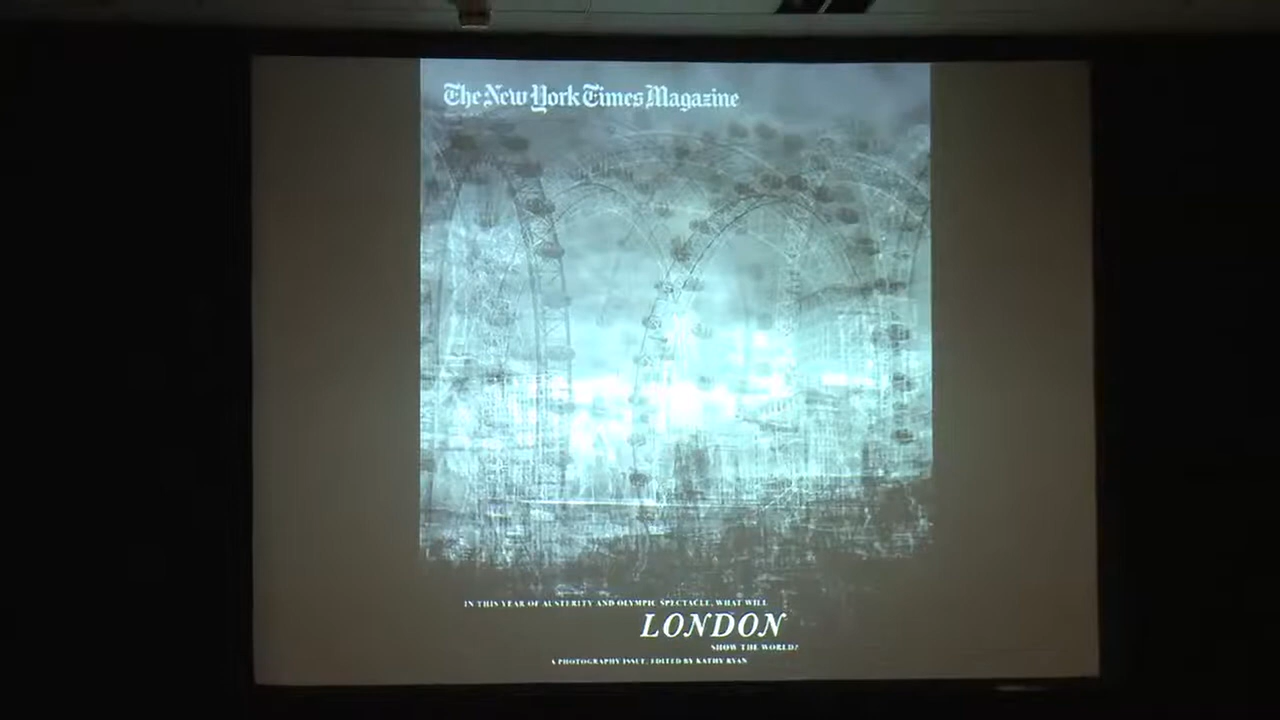 The New York Times Magazine
IN THIS YEAR OF AUSTERITY AND OLYMPIC SPECTACLE, WHAT WILL
LONDON
SHOW THE WORLD?
A PHOTOGRAPHY ISSUE, EDITED BY KATHY RYAN